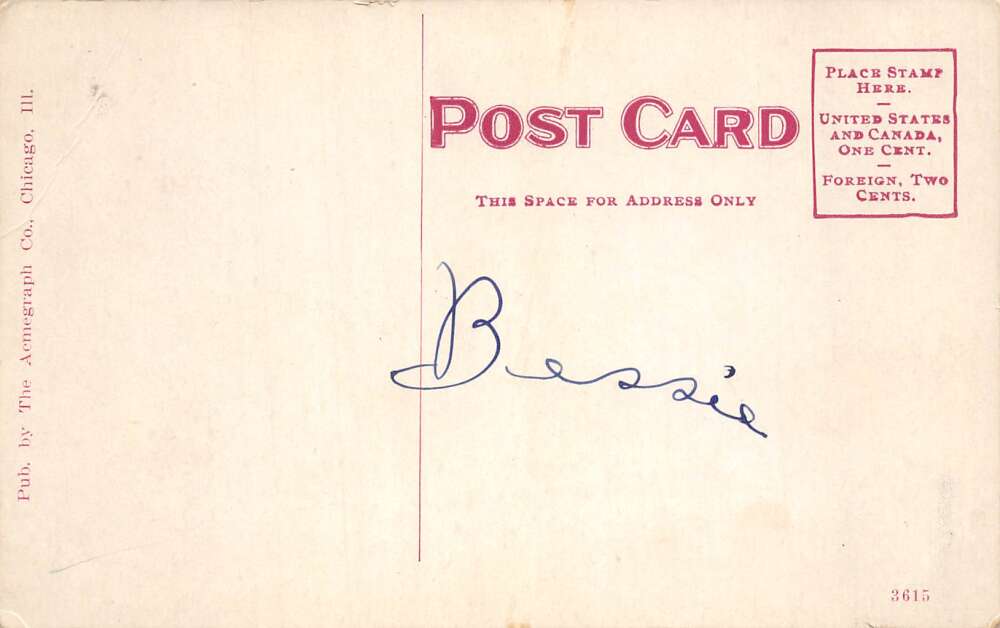 Pub. by The Acmegraph Co., Chicago, Ill.
POST CARD
THIS SPACE FOR ADDRESS ONLY
PLACE STAMP
HERE.
UNITED STATES
AND CANADA,
ONE CENT.
FOREIGN, TWO
CENTS.
Bessie
3615